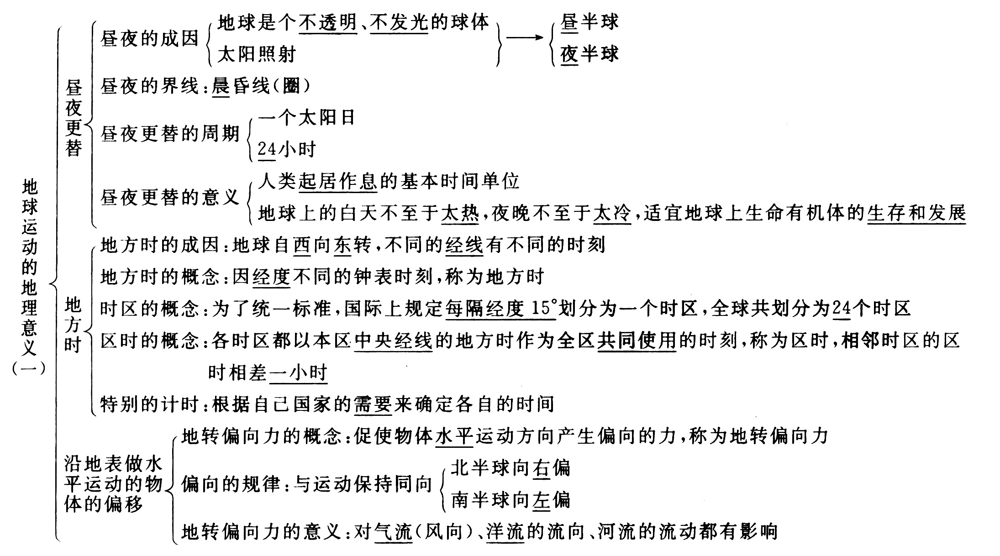 地球运动的地理意义(一)
昼夜更替
昼夜的成因
地球是个不透明、不发光的球体
太阳照射
昼半球
夜半球
昼夜的界线:晨昏线(圈)
昼夜更替的周期
一个太阳日
24小时
昼夜更替的意义
人类起居作息的基本时间单位
地球上的白天不至于太热,夜晚不至于太冷,适宜地球上生命有机体的生存和发展
地方时
地方时的成因:地球自西向东转,不同的经线有不同的时刻
地方时的概念:因经度不同的钟表时刻,称为地方时
时区的概念:为了统一标准,国际上规定每隔经度 15°划分为一个时区,全球共划分为24个时区
区时的概念:各时区都以本区中央经线的地方时作为全区共同使用的时刻,称为区时,相邻时区的区
时相差一小时
特别的计时:根据自己国家的需要来确定各自的时间
沿地表做水
平运动的物
体的偏移
地转偏向力的概念:促使物体水平运动方向产生偏向的力,称为地转偏向力
偏向的规律:与运动保持同向
北半球向右偏
南半球向左偏
地转偏向力的意义:对气流(风向)、洋流的流向、河流的流动都有影响